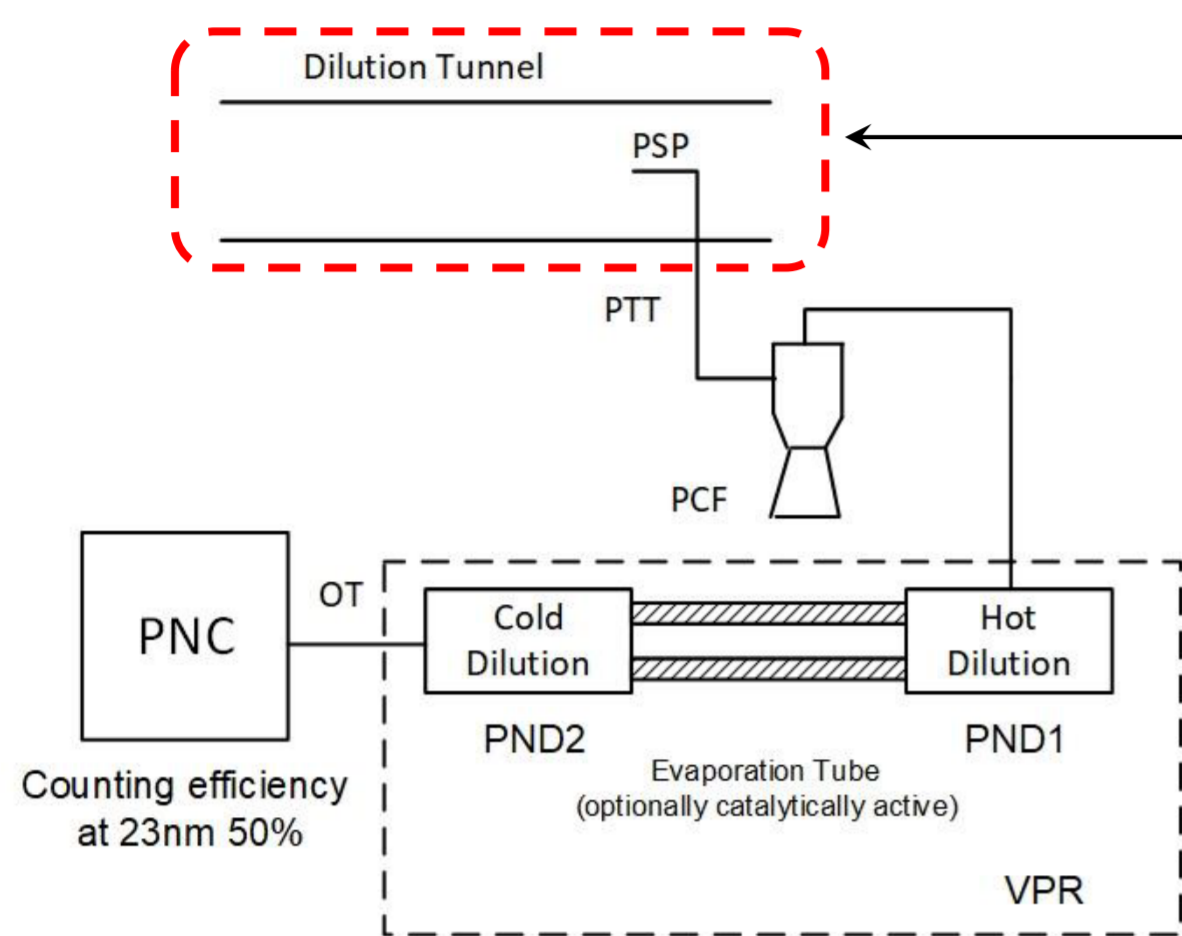 Dilution Tunnel
PSP
PTT
PCF
PNC
OT
Cold
Dilution
Hot
Dilution
PND2
PND1
Counting efficiency
at 23nm 50%
Evaporation Tube
(optionally catalytically active)
VPR